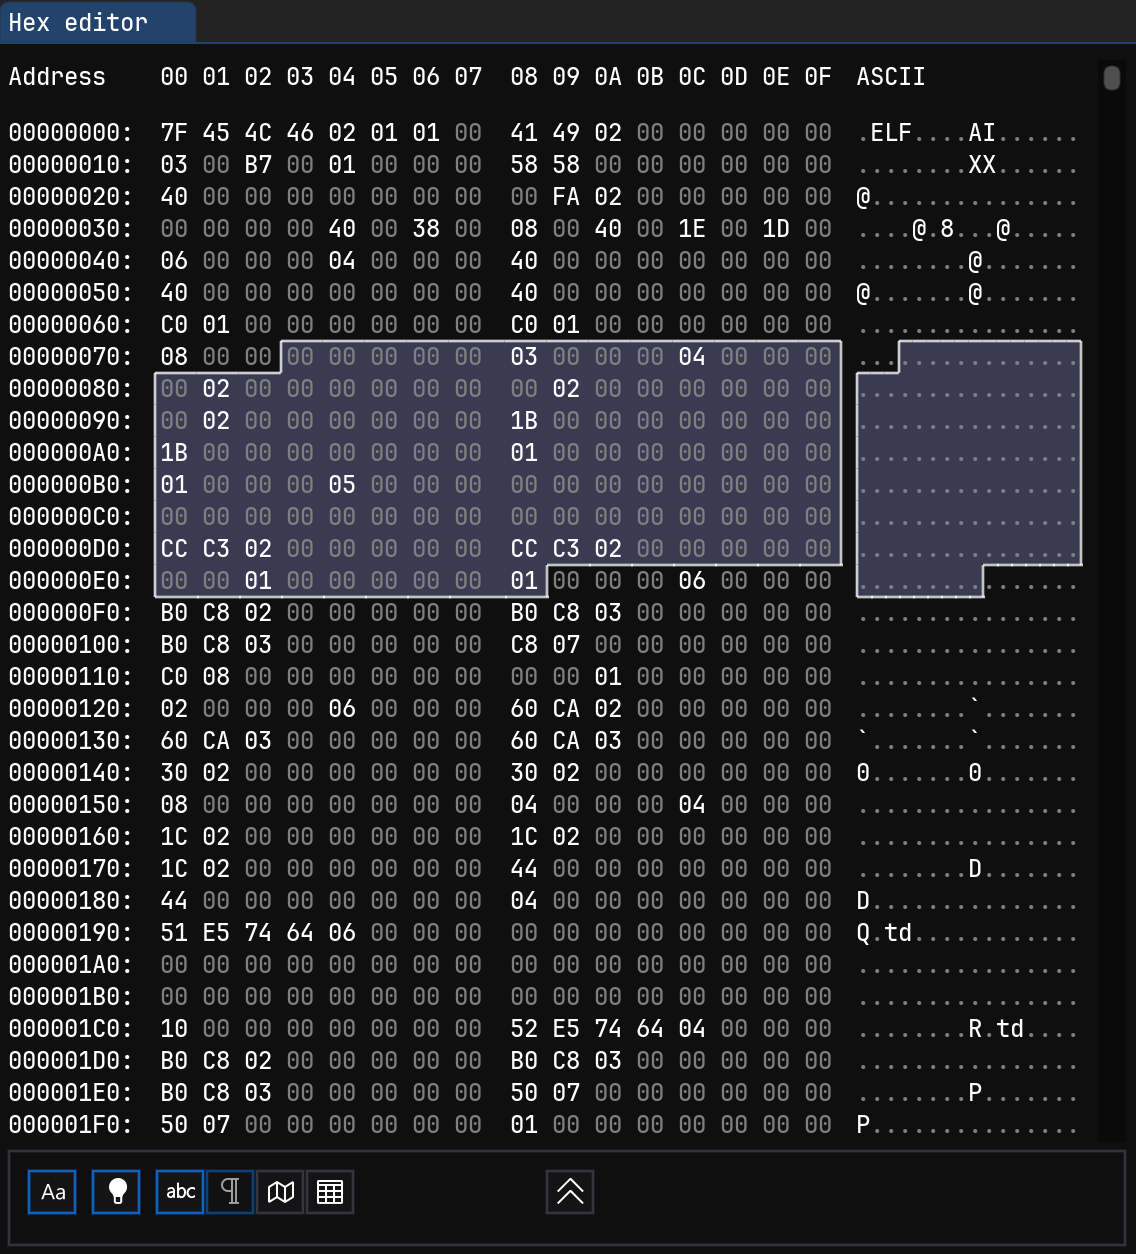 Hex editor
Address 00 01 02 03 04 05 06 07 08 09 0A 0B 0C 0D 0E 0F ASCII
00000000: 7F 45 4C 46 02 01 01 00 41 49 02 00 00 00 00 00 .ELF....AI......
00000010: 03 00 B7 00 01 00 00 00 58 58 00 00 00 00 00 00 ........XX......
00000020: 40 00 00 00 00 00 00 00 00 FA 02 00 00 00 00 00 @...............
00000030: 00 00 00 00 40 00 38 00 08 00 40 00 1E 00 1D 00 ....@.8...@.....
00000040: 06 00 00 00 04 00 00 00 40 00 00 00 00 00 00 00 ........@.......
00000050: 40 00 00 00 00 00 00 00 40 00 00 00 00 00 00 00 @.......@.......
00000060: C0 01 00 00 00 00 00 00 C0 01 00 00 00 00 00 00 ................
00000070: 08 00 00 00 00 00 00 00 03 00 00 00 04 00 00 00 ................
00000080: 00 02 00 00 00 00 00 00 00 02 00 00 00 00 00 00 ................
00000090: 00 02 00 00 00 00 00 00 1B 00 00 00 00 00 00 00 ................
000000A0: 1B 00 00 00 00 00 00 00 01 00 00 00 00 00 00 00 ................
000000B0: 01 00 00 00 05 00 00 00 00 00 00 00 00 00 00 00 ................
000000C0: 00 00 00 00 00 00 00 00 00 00 00 00 00 00 00 00 ................
000000D0: CC C3 02 00 00 00 00 00 CC C3 02 00 00 00 00 00 ................
000000E0: 00 00 01 00 00 00 00 00 01 00 00 00 06 00 00 00 ................
000000F0: B0 C8 02 00 00 00 00 00 B0 C8 03 00 00 00 00 00 ................
00000100: B0 C8 03 00 00 00 00 00 C8 07 00 00 00 00 00 00 ................
00000110: C0 08 00 00 00 00 00 00 00 00 01 00 00 00 00 00 ................
00000120: 02 00 00 00 06 00 00 00 60 CA 02 00 00 00 00 00 ........`.......
00000130: 60 CA 03 00 00 00 00 00 60 CA 03 00 00 00 00 00 `.......`.......
00000140: 30 02 00 00 00 00 00 00 30 02 00 00 00 00 00 00 0.......0.......
00000150: 08 00 00 00 00 00 00 00 04 00 00 00 04 00 00 00 ................
00000160: 1C 02 00 00 00 00 00 00 1C 02 00 00 00 00 00 00 ................
00000170: 1C 02 00 00 00 00 00 00 44 00 00 00 00 00 00 00 ........D.......
00000180: 44 00 00 00 00 00 00 00 04 00 00 00 00 00 00 00 D...............
00000190: 51 E5 74 64 06 00 00 00 00 00 00 00 00 00 00 00 Q.td............
000001A0: 00 00 00 00 00 00 00 00 00 00 00 00 00 00 00 00 ................
000001B0: 00 00 00 00 00 00 00 00 00 00 00 00 00 00 00 00 ................
000001C0: 10 00 00 00 00 00 00 00 52 E5 74 64 04 00 00 00 ........R.td....
000001D0: B0 C8 02 00 00 00 00 00 B0 C8 03 00 00 00 00 00 ................
000001E0: B0 C8 03 00 00 00 00 00 50 07 00 00 00 00 00 00 ........P.......
000001F0: 50 07 00 00 00 00 00 00 01 00 00 00 00 00 00 00 P...............
Aa abc ¶